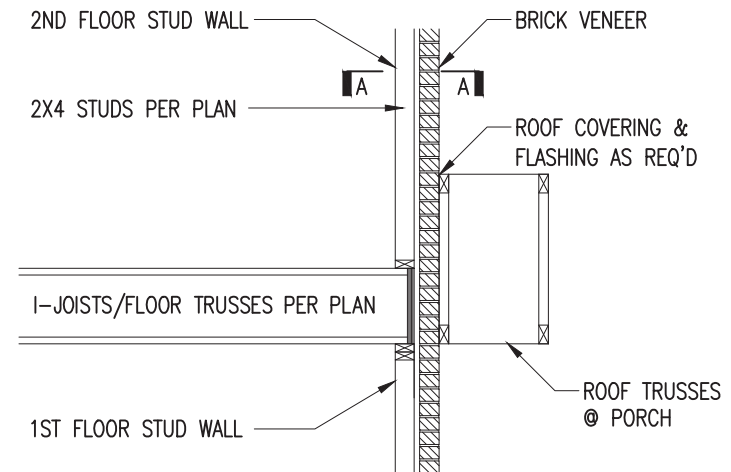 2ND FLOOR STUD WALL
BRICK VENEER
A
A
2X4 STUDS PER PLAN
ROOF COVERING &
FLASHING AS REQ'D
I-JOISTS/FLOOR TRUSSES PER PLAN
ROOF TRUSSES
@ PORCH
1ST FLOOR STUD WALL